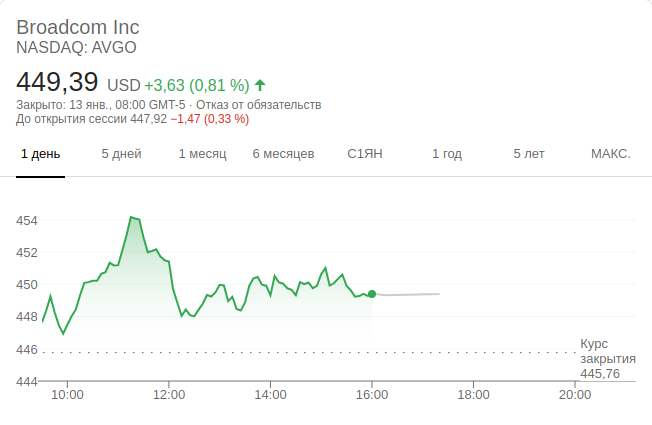 Broadcom Inc
NASDAQ: AVGO
449,39 USD +3,63 (0,81 %)
Закрыто: 13 янв., 08:00 GMT-5 · Отказ от обязательств
До открытия сессии 447,92 −1,47 (0,33 %)
1 день 5 дней 1 месяц 6 месяцев С1ЯН 1 год 5 лет МАКС.
454
452
450
448
446
Курс
закрытия
445,76
444
10:00 12:00 14:00 16:00 18:00 20:00